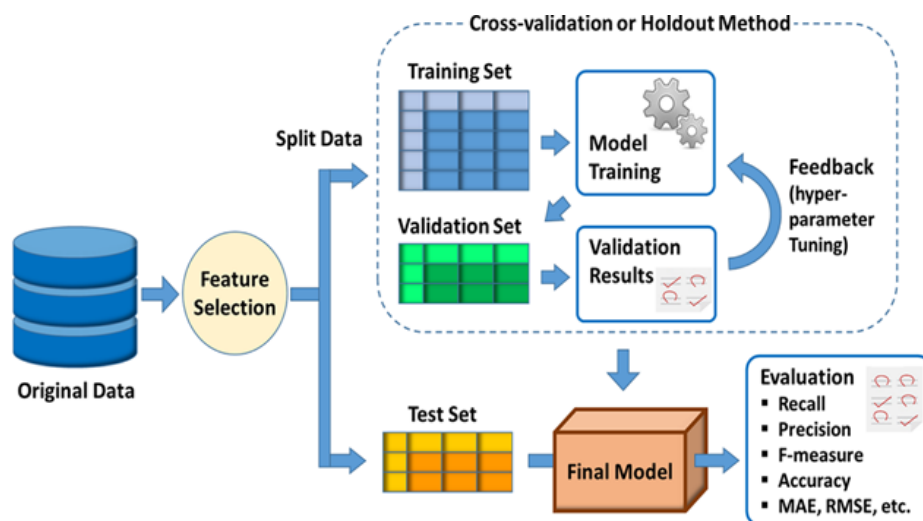 Cross-validation or Holdout Method
Training Set
Split Data
Model
Training
Feedback
(hyper-
parameter
Tuning)
Validation Set
Validation
Results
Feature
Selection
Original Data
Test Set
Final Model
Evaluation
▪ Recall
▪ Precision
▪ F-measure
▪ Accuracy
▪ MAE, RMSE, etc.